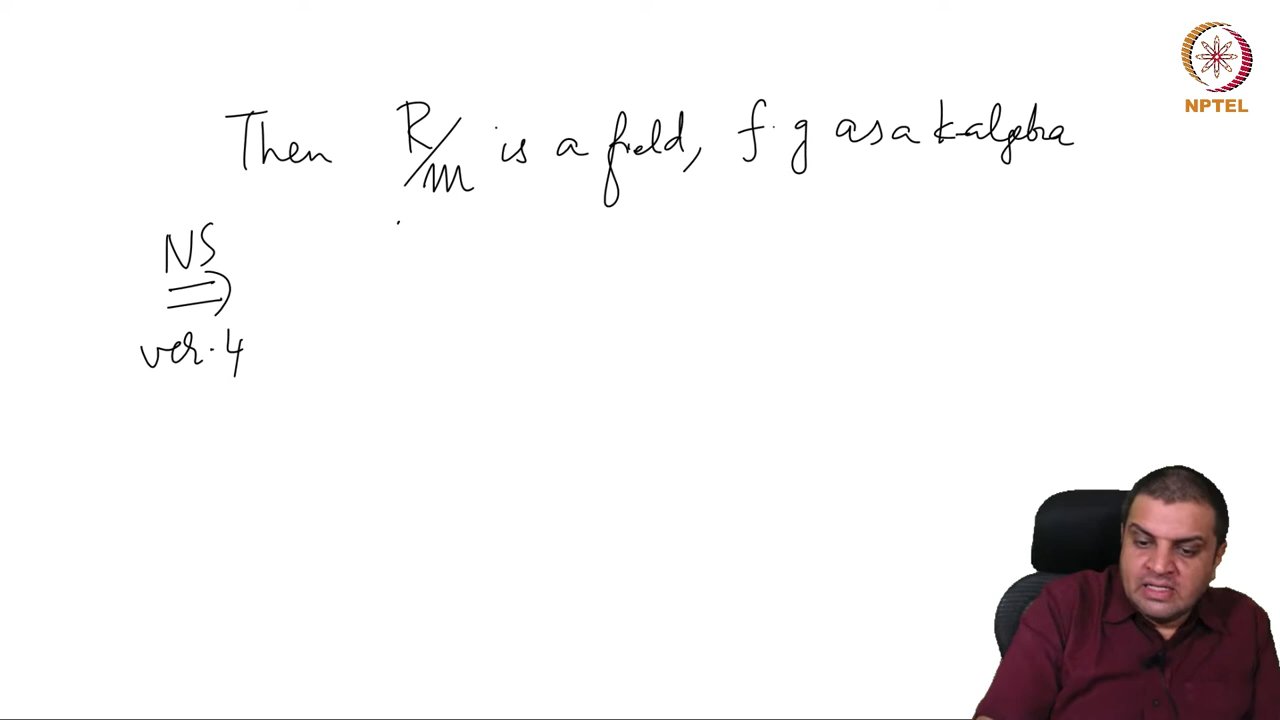 NPTEL
Then R/m is a field, f.g as a k-algebra
NS
⇒
ver. 4